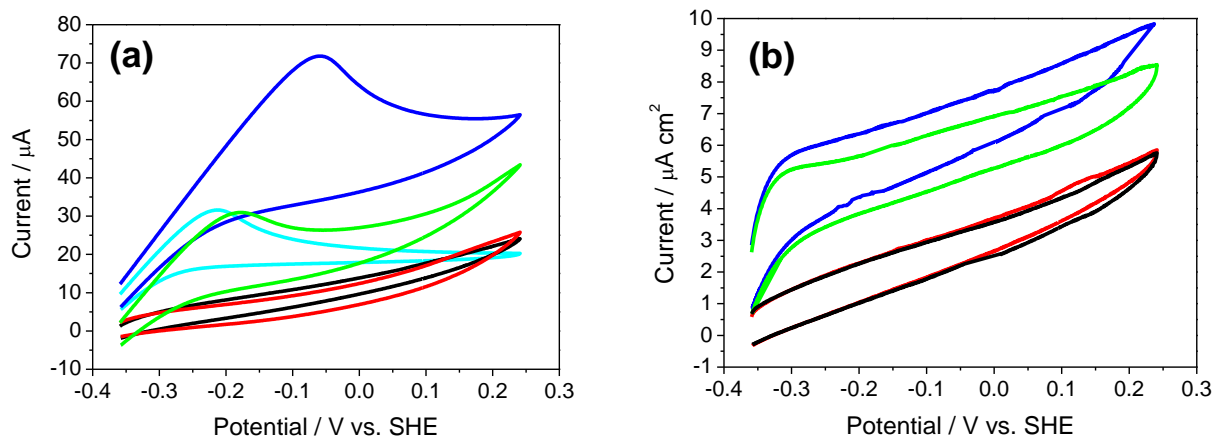 (a)
80
70
60
50
40
30
20
10
0
-10
Current / μA
-0.4 -0.3 -0.2 -0.1 0.0 0.1 0.2 0.3
Potential / V vs. SHE
(b)
10
9
8
7
6
5
4
3
2
1
0
-1
Current / μA cm²
-0.4 -0.3 -0.2 -0.1 0.0 0.1 0.2 0.3
Potential / V vs. SHE